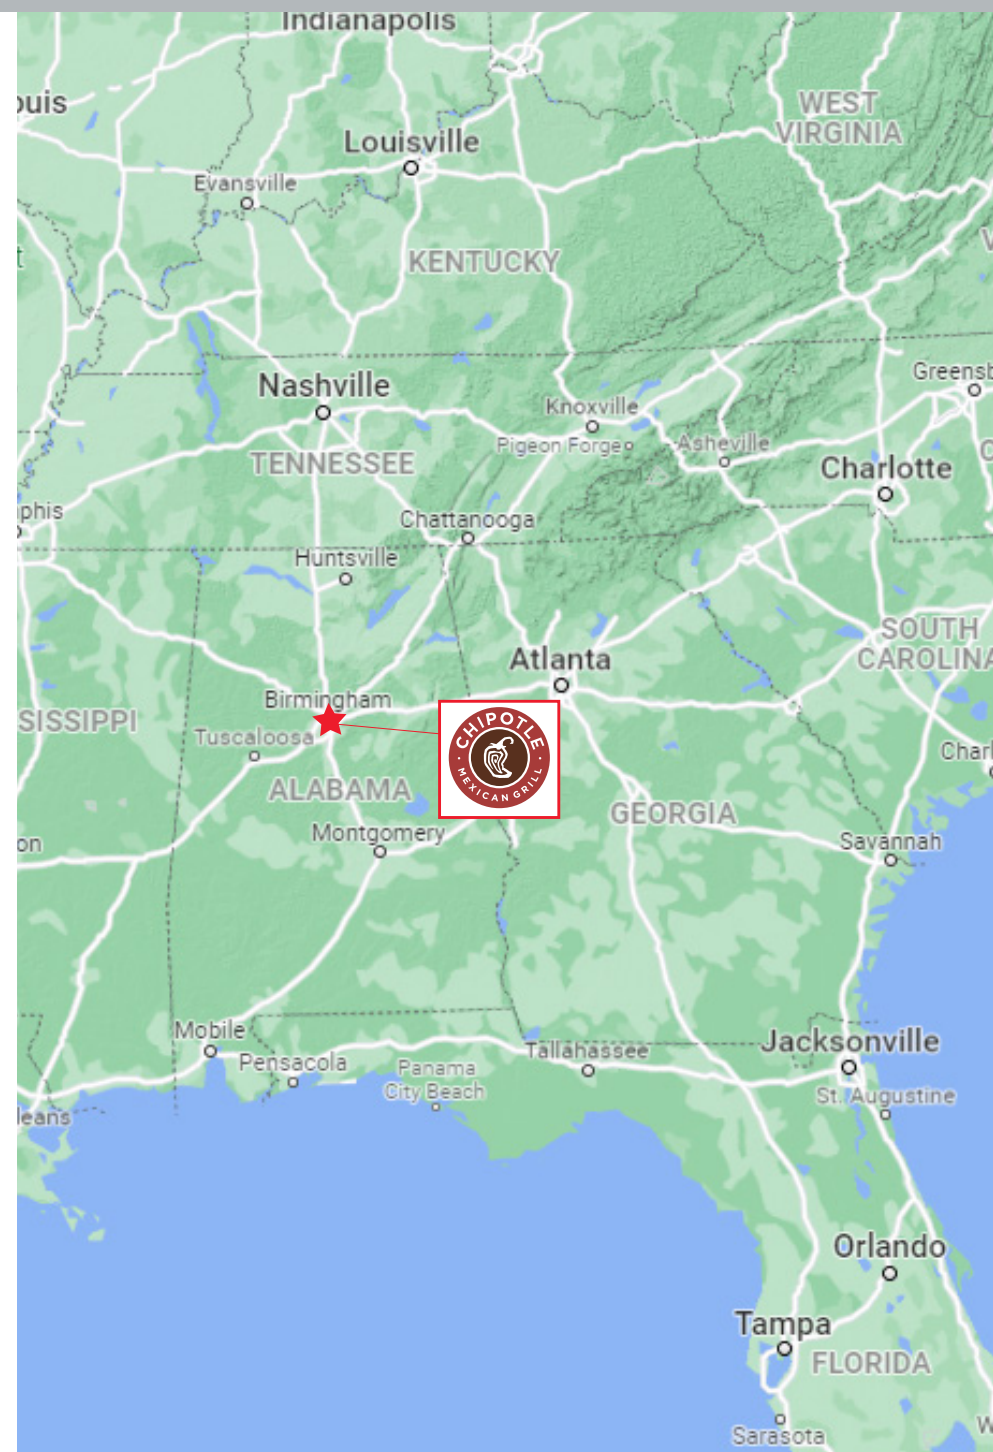 Indianapolis
ouis
WEST
VIRGINIA
Louisville
Evansville
KENTUCKY
t
V
Nashville
Greensb
Knoxville
Pigeon Forge
Asheville
TENNESSEE
C
Charlotte
phis
Chattanooga
Huntsville
SOUTH
CAROLINA
Atlanta
Birmingham
SISSIPPI
Tuscaloosa
CHIPOTLE
MEXICAN GRILL
Charl
ALABAMA
GEORGIA
Montgomery
on
Savannah
Mobile
Jacksonville
Tallahassee
Pensacola
Panama
City Beach
St. Augustine
leans
Orlando
Tampa
FLORIDA
Sarasota
W